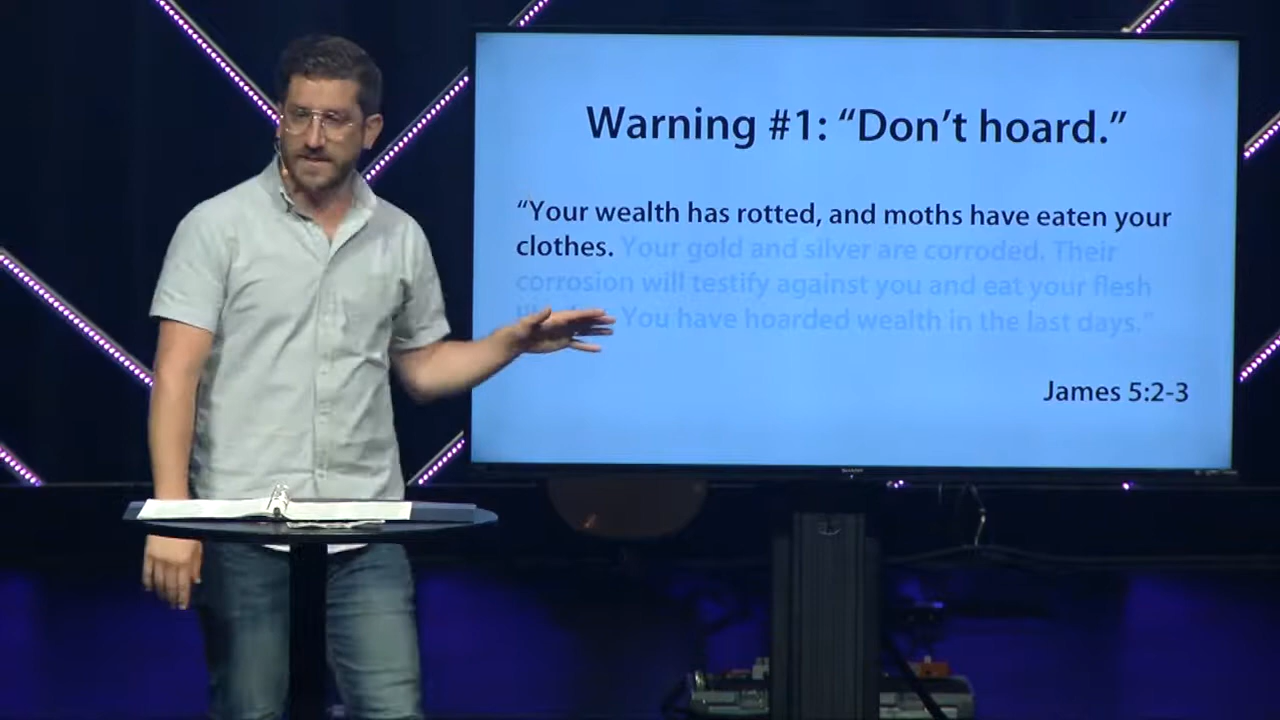 Warning #1: “Don’t hoard.”
“Your wealth has rotted, and moths have eaten your
clothes. Your gold and silver are corroded. Their
corrosion will testify against you and eat your flesh
You have hoarded wealth in the last days.”
James 5:2-3
SHARP